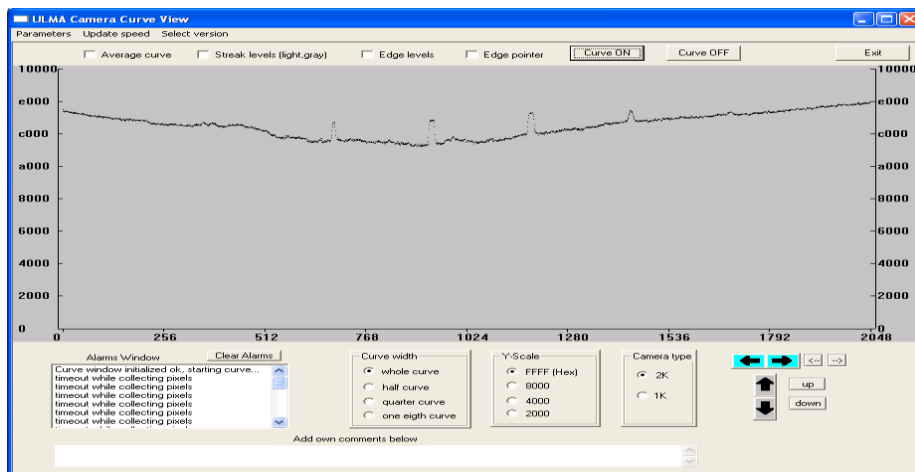 ULMA Camera Curve View
Parameters Update speed Select version
Average curve Streak levels (light,gray) Edge levels Edge pointer Curve ON Curve OFF Exit
10000 10000
e000 e000
c000 c000
a000 a000
8000 8000
6000 6000
4000 4000
2000 2000
0 0
0 256 512 768 1024 1280 1536 1792 2048
Alarms Window Clear Alarms
Curve window initialized ok, starting curve...
timeout while collecting pixels
timeout while collecting pixels
timeout while collecting pixels
timeout while collecting pixels
timeout while collecting pixels
timeout while collecting pixels
Curve width
whole curve
half curve
quarter curve
one eigth curve
Y-Scale
FFFF (Hex)
8000
4000
2000
Camera type
2K
1K
<-- -->
up
down
Add own comments below